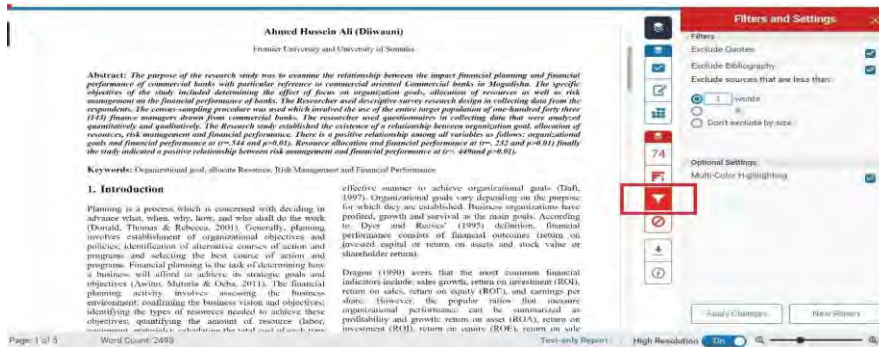 Ahmed Hussein Ali (Diiwaani)
Frontier University and University of Somalia
Abstract: The purpose of the research study was to examine the relationship between the impact financial planning and financial
performance of commercial banks with particular reference to commercial oriented Commercial banks in Mogadishu. The specific
objectives of the study included determining the effect of focus on organization goals, allocation of resources as well as risk
management on the financial performance of banks. The Researcher used descriptive survey research design in collecting data from the
respondents. The census-sampling procedure was used which involved the use of the entire target population of one-hundred forty three
(143) finance managers drawn from commercial banks. The researcher used questionnaires in collecting data that were analyzed
quantitatively and qualitatively. The Research study established the existence of a relationship between organization goal, allocation of
resources, risk management and financial performance. There is a positive relationship among all variables as follows: organizational
goals and financial performance at (r=.544 and p>0.01). Resource allocation and financial performance at (r=. 232 and p>0.01) finally
the study indicated a positive relationship between risk management and financial performance at (r=. 449and p>0.01).
Keywords: Organizational goal, allocate Resource, Risk Management and Financial Performance
1. Introduction
Planning is a process which is concerned with deciding in
advance what, when, why, how, and who shall do the work
(Donald, Thomas & Rebecca, 2001). Generally, planning
involves establishment of organizational objectives and
policies; identification of alternative courses of action and
programs and selecting the best course of action and
programs. Financial planning is the task of determining how
a business will afford to achieve its strategic goals and
objectives (Awino, Muturia & Oeba, 2011). The financial
planning activity involves assessing the business
environment; confirming the business vision and objectives;
identifying the types of resources needed to achieve these
objectives; quantifying the amount of resource (labor,
equipment, materials); calculating the total cost of each type
effective manner to achieve organizational goals (Daft,
1997). Organizational goals vary depending on the purpose
for which they are established. Business organizations have
profited, growth and survival as the main goals. According
to Dyer and Reeves' (1995) definition, financial
performance consists of financial outcomes (return on
invested capital or return on assets and stock value or
shareholder return).
Dragon (1990) avers that the most common financial
indicators include: sales growth, return on investment (ROI),
return on sales, return on equity (ROE), and earnings per
share. However, the popular ratios that measure
organizational performance can be summarized as
profitability and growth: return on asset (ROA), return on
investment (ROI), return on equity (ROE), return on sale
74
Filters and Settings
Filters
Exclude Quotes
Exclude Bibliography
Exclude sources that are less than:
1 words
Don't exclude by size
Optional Settings
Multi-Color Highlighting
Apply Changes
New Report
Page: 1 of 5
Word Count: 2493
Text-only Report
High Resolution
On